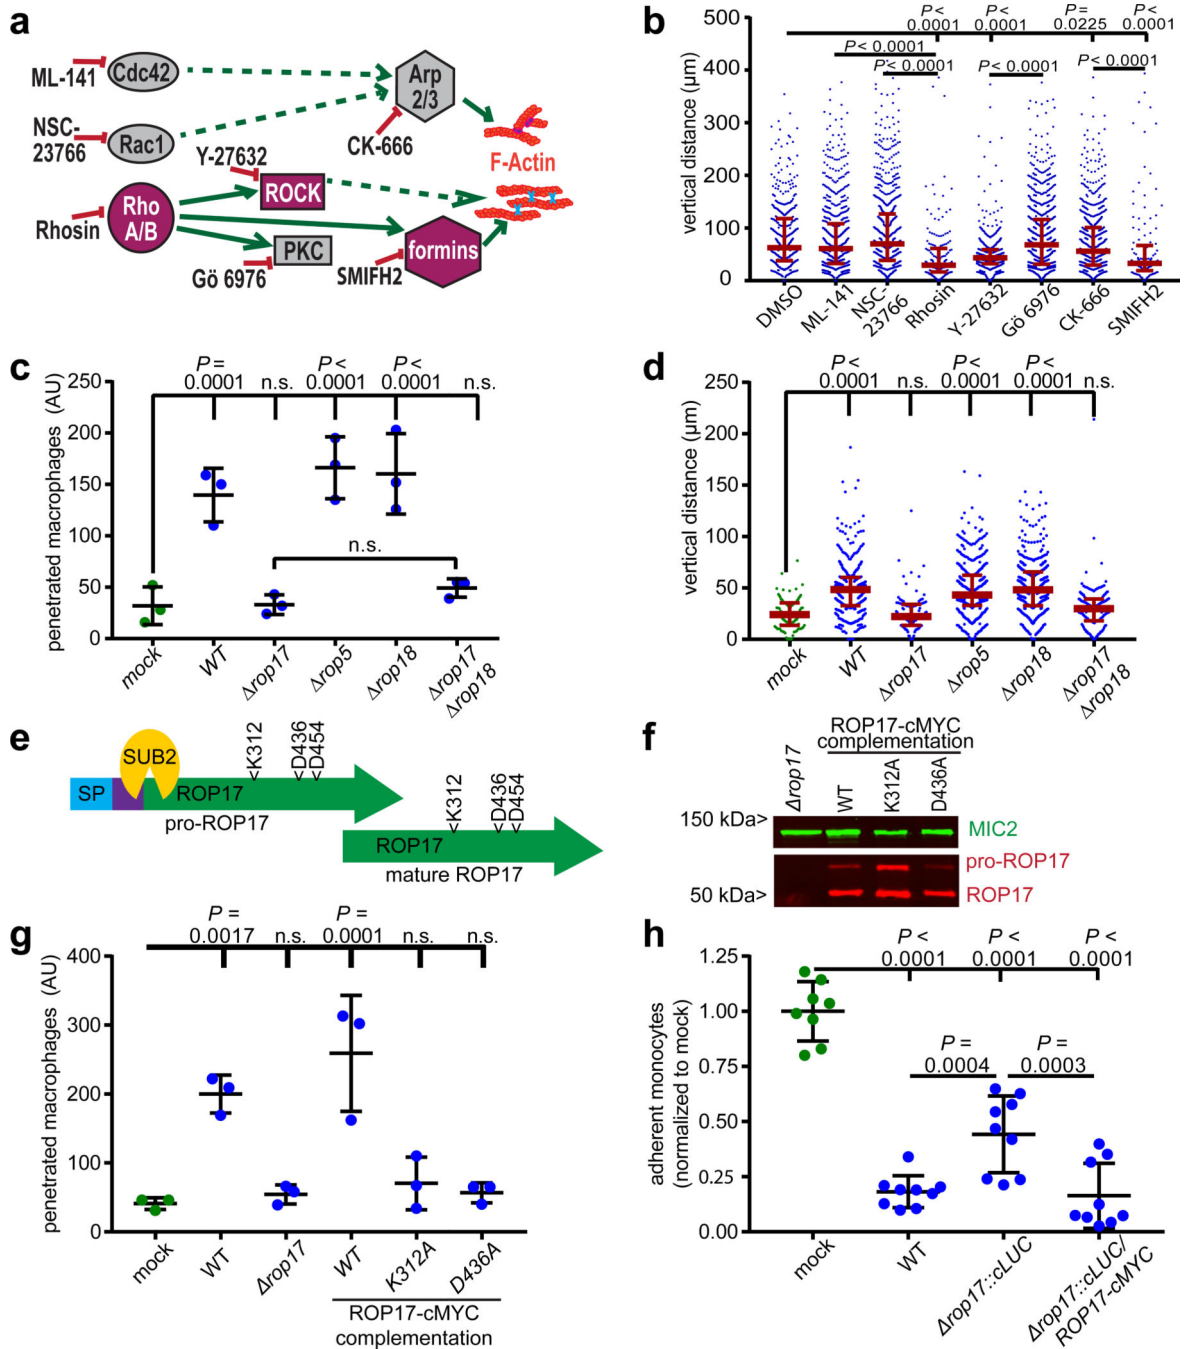 a
ML-141
Cdc42
Arp
2/3
NSC-
23766
Rac1
CK-666
F-Actin
Y-27632
ROCK
Rho
A/B
Rhosin
PKC
formins
Gö 6976
SMIFH2
b
P < 0.0001
P < 0.0001
P = 0.0225
P < 0.0001
P < 0.0001
P < 0.0001
P < 0.0001
P < 0.0001
vertical distance (µm)
500
400
300
200
100
0
DMSO
ML-141
NSC-
23766
Rhosin
Y-27632
Gö 6976
CK-666
SMIFH2
c
P =
0.0001
n.s.
P <
0.0001
P <
0.0001
n.s.
n.s.
penetrated macrophages (AU)
250
200
150
100
50
0
mock
WT
Δrop17
Δrop5
Δrop18
Δrop17
Δrop18
d
P <
0.0001
n.s.
P <
0.0001
P <
0.0001
n.s.
vertical distance (µm)
250
200
150
100
50
0
mock
WT
Δrop17
Δrop5
Δrop18
Δrop17
Δrop18
e
SUB2
SP
ROP17
<K312
<D436
<D454
pro-ROP17
ROP17
<K312
<D436
<D454
mature ROP17
f
ROP17-cMYC
complementation
Δrop17
WT
K312A
D436A
150 kDa>
MIC2
pro-ROP17
50 kDa>
ROP17
g
P =
0.0017
n.s.
P =
0.0001
n.s.
n.s.
penetrated macrophages (AU)
400
300
200
100
0
mock
WT
Δrop17
WT
K312A
D436A
ROP17-cMYC
complementation
h
P <
0.0001
P <
0.0001
P <
0.0001
P =
0.0004
P =
0.0003
adherent monocytes
(normalized to mock)
1.25
1.00
0.75
0.50
0.25
0.00
mock
WT
Δrop17::cLUC
Δrop17::cLUC/
ROP17-cMYC